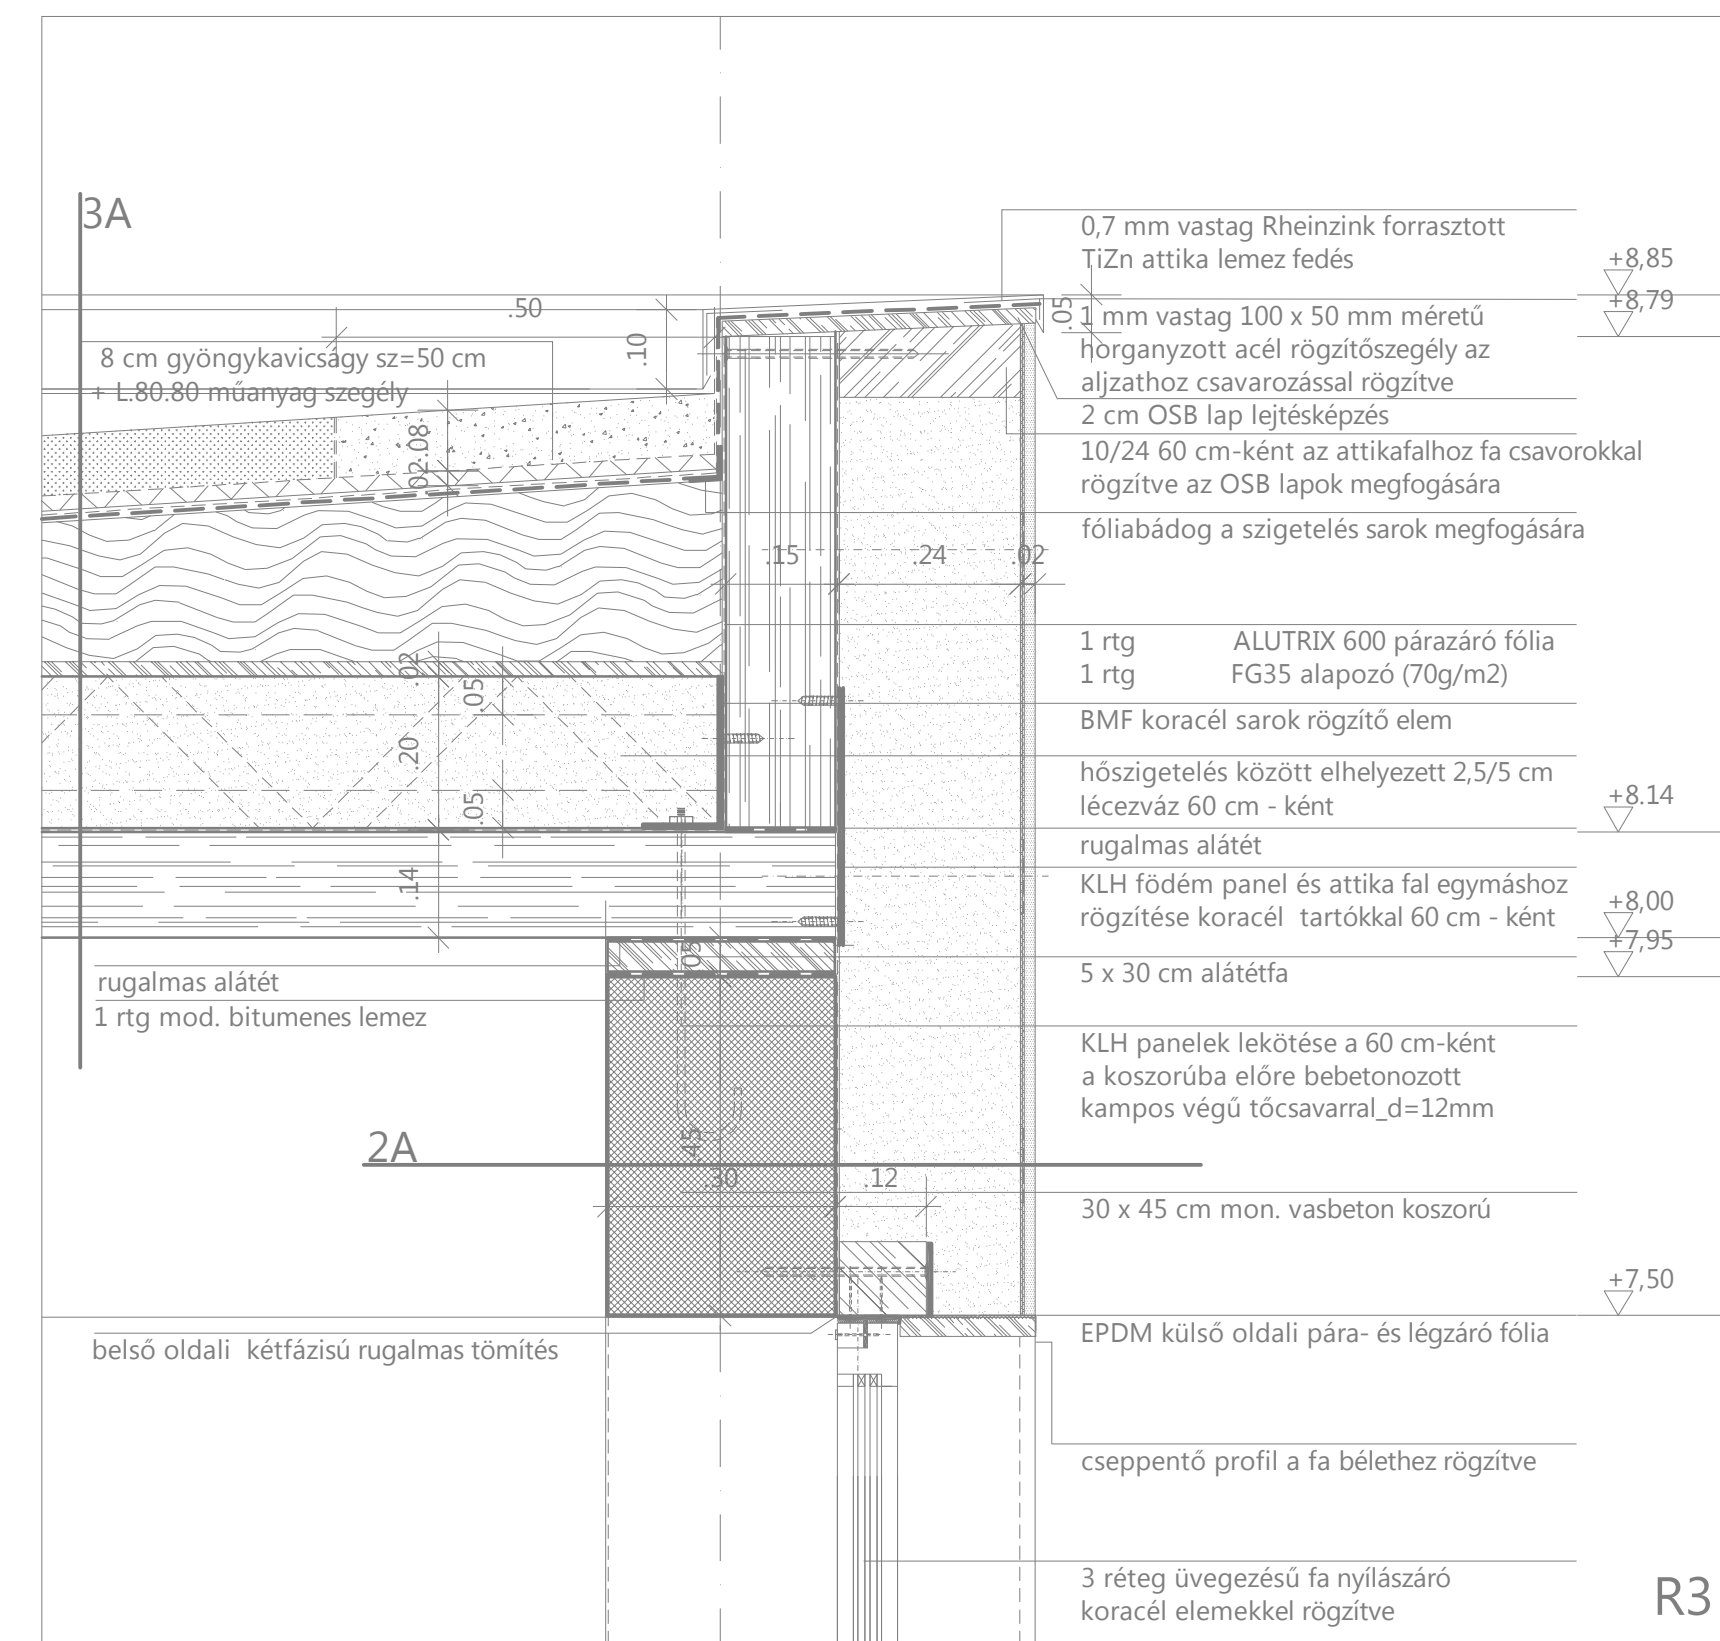 3A
0,7 mm vastag Rheinzink forrasztott
TiZn attika lemez fedés
+8,85
+8,79
.50
.10
.05
1 mm vastag 100 x 50 mm méretű
horganyzott acél rögzítőszegély az
aljzathoz csavarozással rögzítve
8 cm gyöngykavicságy sz=50 cm
+ L.80.80 műanyag szegély
2 cm OSB lap lejtésképzés
10/24 60 cm-ként az attikafalhoz fa csavorokkal
rögzítve az OSB lapok megfogására
.08
.02
fóliabádog a szigetelés sarok megfogására
.15
.24
.02
1 rtg ALUTRIX 600 párazáró fólia
1 rtg FG35 alapozó (70g/m2)
.02
.05
BMF koracél sarok rögzítő elem
.20
.05
hőszigetelés között elhelyezett 2,5/5 cm
lécezváz 60 cm - ként
+8.14
rugalmas alátét
.14
KLH födém panel és attika fal egymáshoz
rögzítése koracél tartókkal 60 cm - ként
+8,00
+7,95
.05
5 x 30 cm alátétfa
rugalmas alátét
1 rtg mod. bitumenes lemez
KLH panelek lekötése a 60 cm-ként
a koszorúba előre bebetonozott
kampos végű tőcsavarral_d=12mm
2A
.45
.30
.12
30 x 45 cm mon. vasbeton koszorú
+7,50
EPDM külső oldali pára- és légzáró fólia
belső oldali kétfázisú rugalmas tömítés
cseppentő profil a fa bélethez rögzítve
3 réteg üvegezésű fa nyílászáró
koracél elemekkel rögzítve
R3